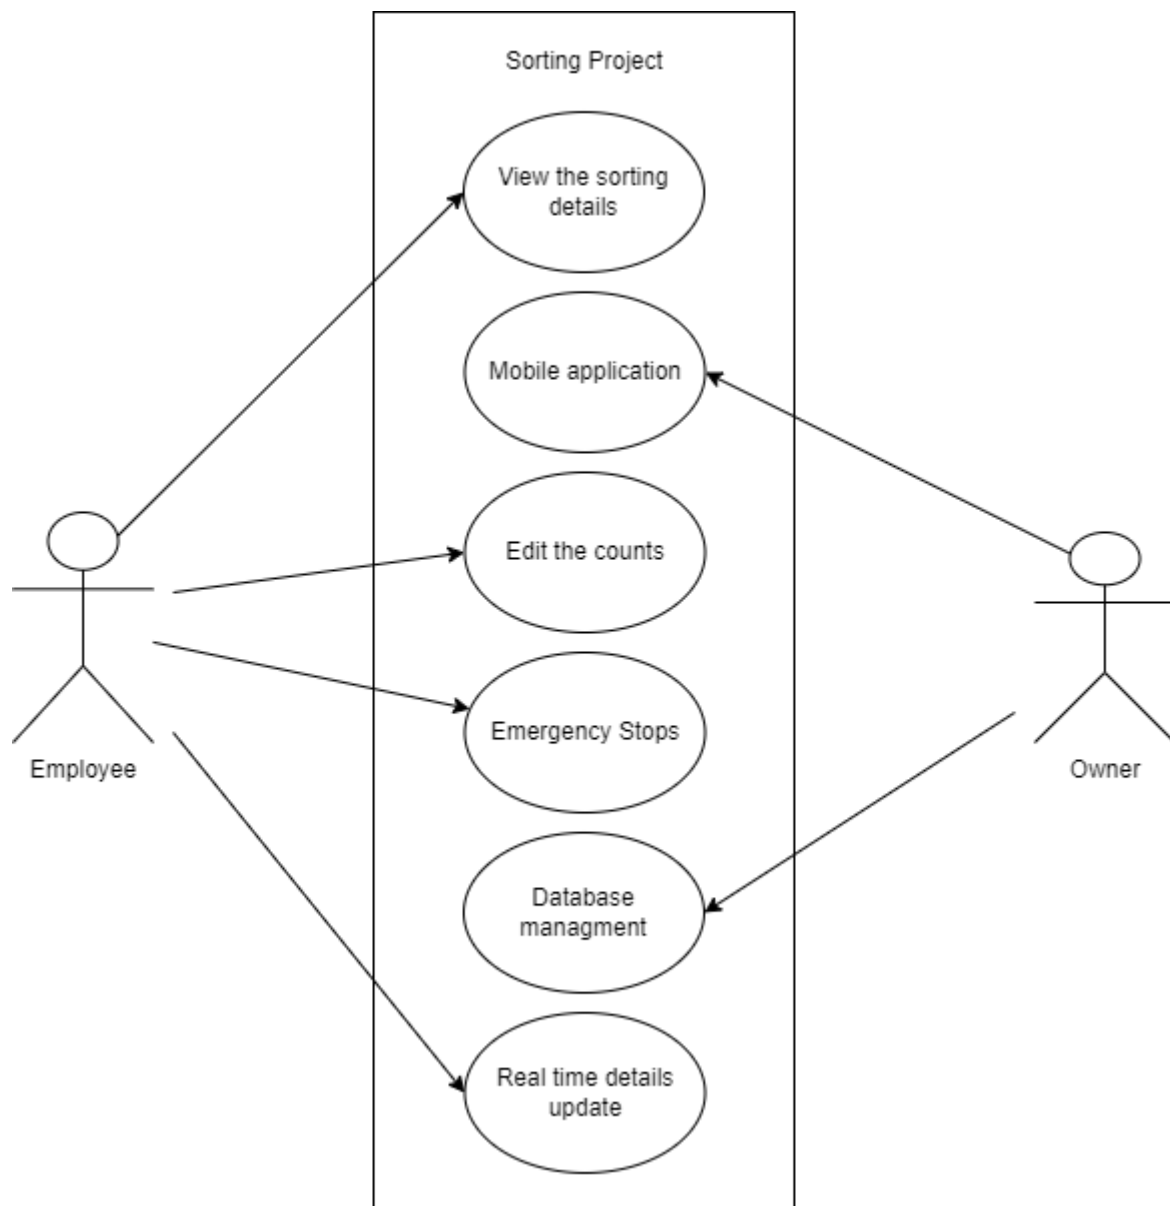 Sorting Project
View the sorting
details
Mobile application
Edit the counts
Emergency Stops
Employee
Owner
Database
managment
Real time details
update